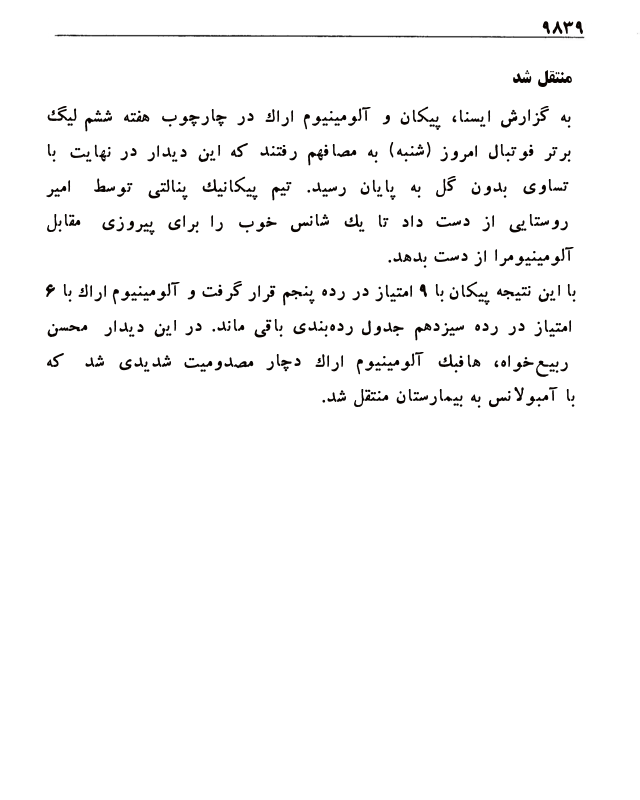 ۹۸۳۹
منتقل شد
به گزارش ایسنا، پیکان و آلومینیوم اراك در چارچوب هفته ششم لیگ
برتر فوتبال امروز (شنبه) به مصافهم رفتند که این دیدار در نهایت با
تساوی بدون گل به پایان رسید. تیم پیکانیك پنالتی توسط امیر
روستایی از دست داد تا یك شانس خوب را برای پیروزی مقابل
آلومینیومرا از دست بدهد.
با این نتیجه پیکان با ۹ امتیاز در رده پنجم قرار گرفت و آلومینیوم اراك با ۶
امتیاز در رده سیزدهم جدول رده‌بندی باقی ماند. در این دیدار محسن
ربیع‌خواه، هافبك آلومینیوم اراك دچار مصدومیت شدیدی شد که
با آمبولانس به بیمارستان منتقل شد.